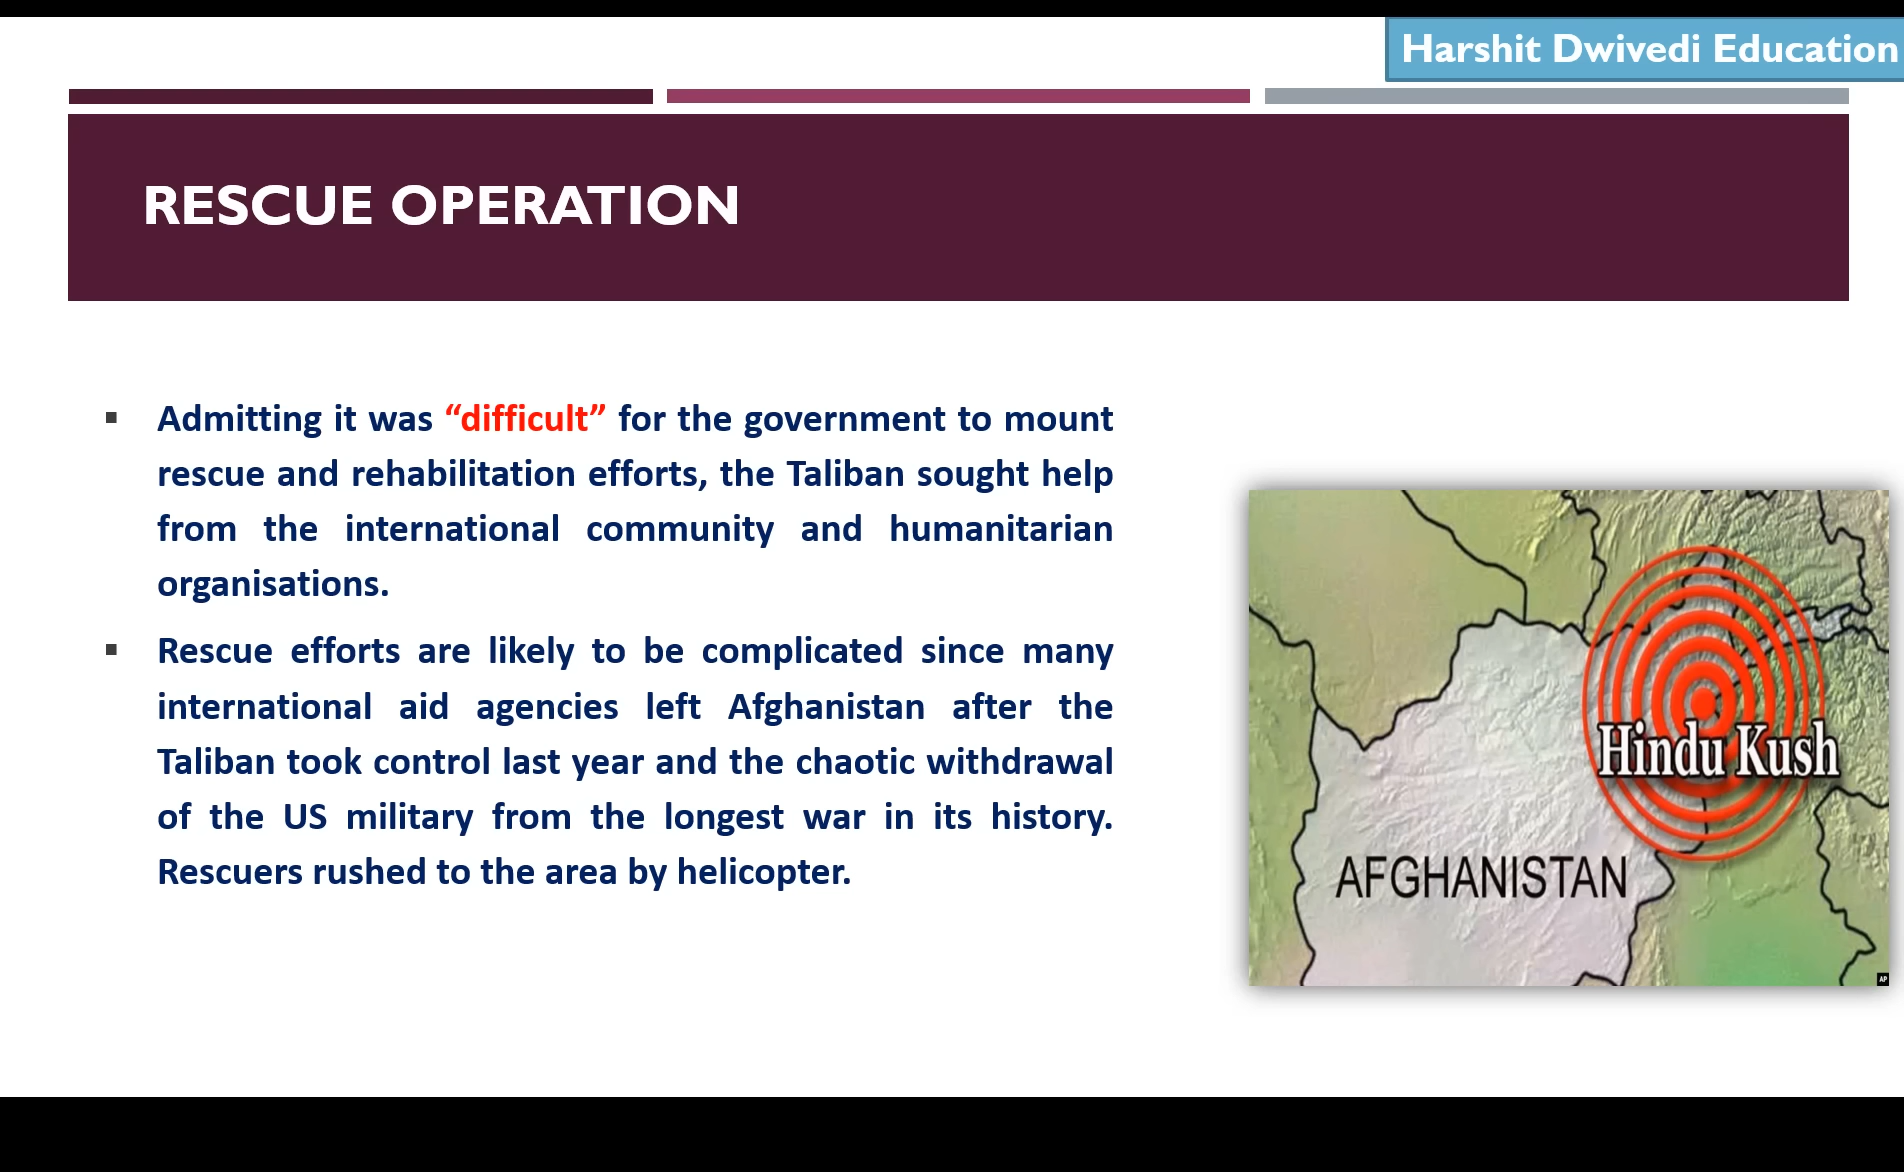 Harshit Dwivedi Education
RESCUE OPERATION
▪ Admitting it was “difficult” for the government to mount
rescue and rehabilitation efforts, the Taliban sought help
from the international community and humanitarian
organisations.
▪ Rescue efforts are likely to be complicated since many
international aid agencies left Afghanistan after the
Taliban took control last year and the chaotic withdrawal
of the US military from the longest war in its history.
Rescuers rushed to the area by helicopter.
Hindu Kush
AFGHANISTAN
AP